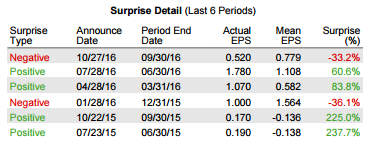 Surprise Detail (Last 6 Periods)
Surprise Announce Period End Actual Mean Surprise
Type Date Date EPS EPS (%)
Negative 10/27/16 09/30/16 0.520 0.779 -33.2%
Positive 07/28/16 06/30/16 1.780 1.108 60.6%
Positive 04/28/16 03/31/16 1.070 0.582 83.8%
Negative 01/28/16 12/31/15 1.000 1.564 -36.1%
Positive 10/22/15 09/30/15 0.170 -0.136 225.0%
Positive 07/23/15 06/30/15 0.190 -0.138 237.7%